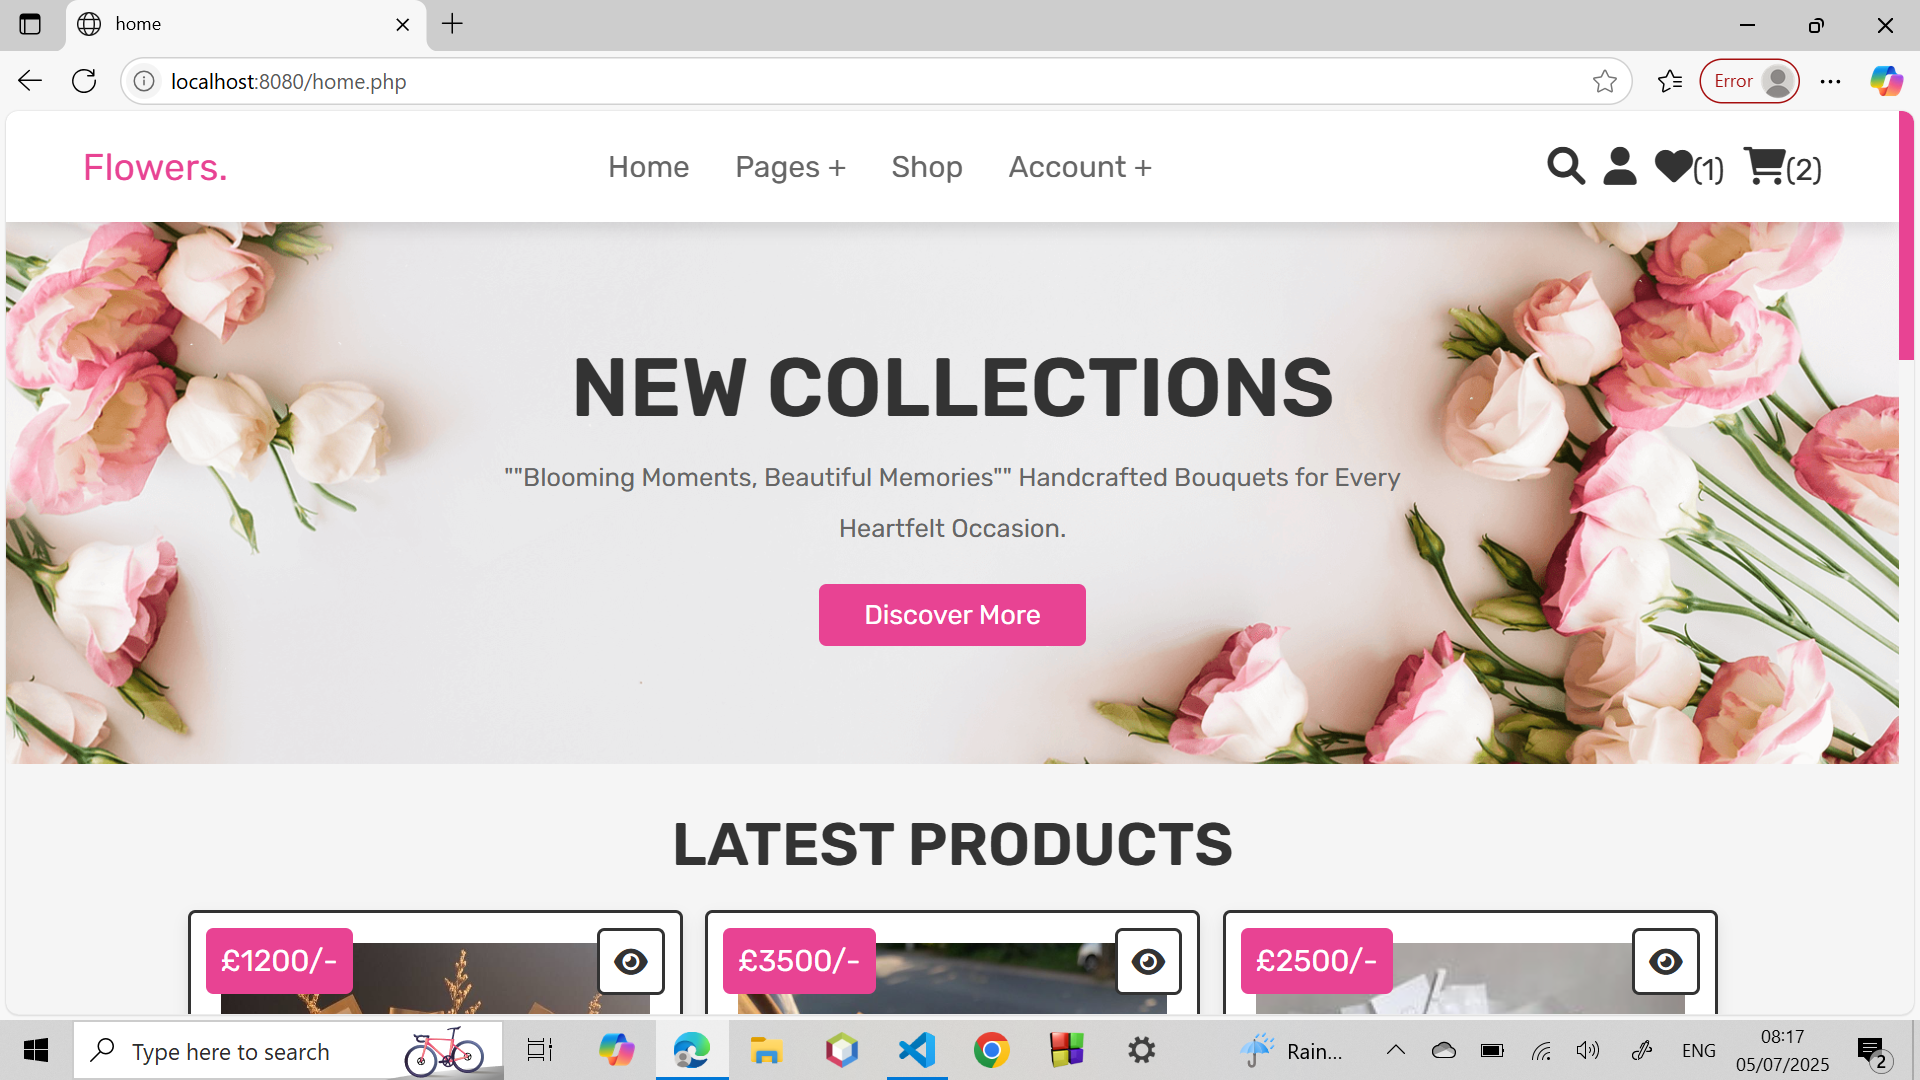 home
localhost:8080/home.php
Error
Flowers.
Home
Pages +
Shop
Account +
(1)
(2)
NEW COLLECTIONS
""Blooming Moments, Beautiful Memories"" Handcrafted Bouquets for Every
Heartfelt Occasion.
Discover More
LATEST PRODUCTS
£1200/-
£3500/-
£2500/-
Type here to search
Rain...
ENG
08:17
05/07/2025
2